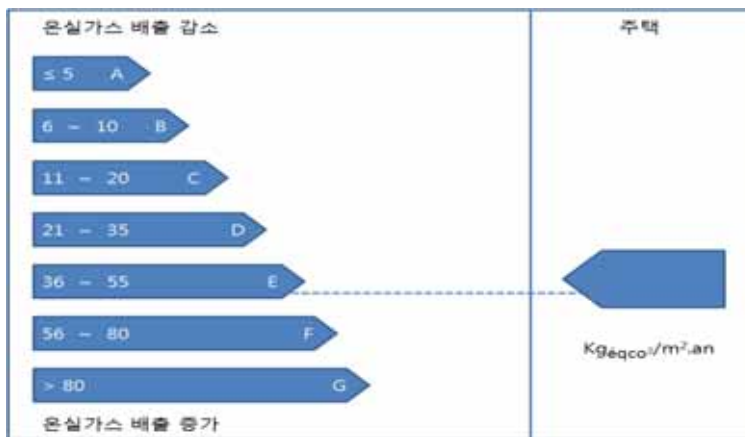 온실가스 배출 감소
주택
≤ 5 A
6 – 10 B
11 – 20 C
21 – 35 D
36 – 55 E
56 – 80 F
> 80 G
Kgéqco²/m².an
온실가스 배출 증가